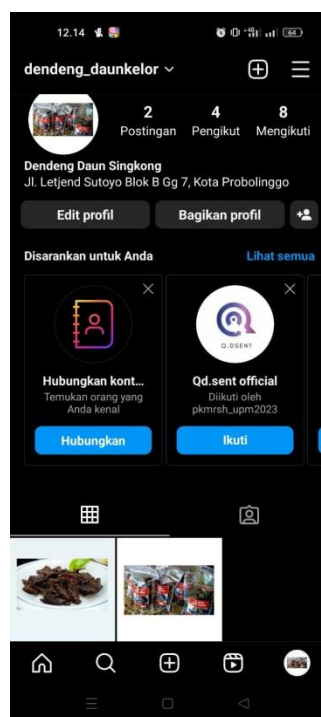 12.14
4G
64
dendeng_daunkelor
2 4 8
Postingan Pengikut Mengikuti
Dendeng Daun Singkong
Jl. Letjend Sutoyo Blok B Gg 7, Kota Probolinggo
Edit profil Bagikan profil
Disarankan untuk Anda Lihat semua
Q.DSENT
Hubungkan kont... Qd.sent official
Temukan orang yang Diikuti oleh
Anda kenal pkmrsh_upm2023
Hubungkan Ikuti